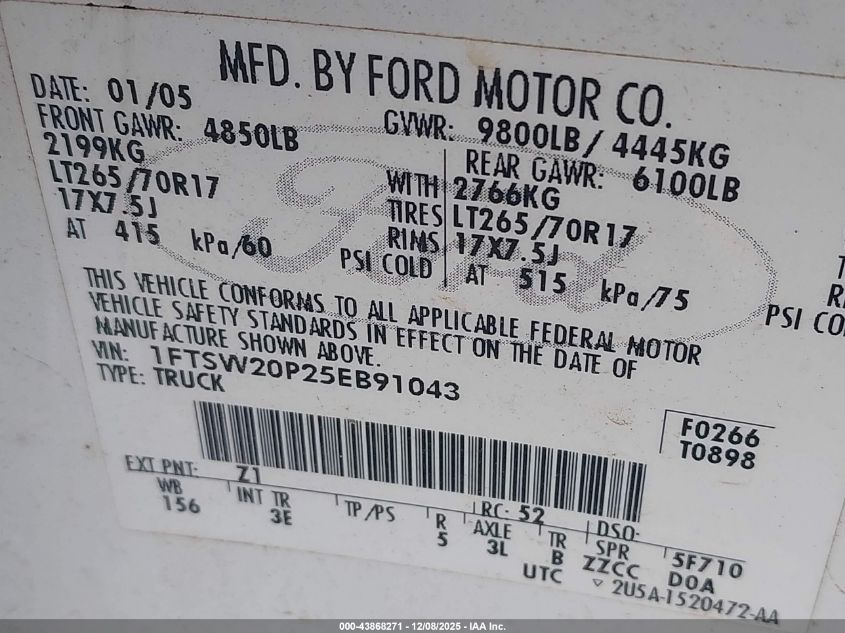 MFD. BY FORD MOTOR CO.
DATE: 01/05 GVWR: 9800LB/ 4445KG
FRONT GAWR: 4850LB REAR GAWR: 6100LB
2199KG WITH 2766KG
LT265/70R17 TIRES LT265/70R17
17X7.5J RIMS 17X7.5J
AT 415 kPa/60 PSI COLD AT 515 kPa/75 PSI CO
THIS VEHICLE CONFORMS TO ALL APPLICABLE FEDERAL MOTOR
VEHICLE SAFETY STANDARDS IN EFFECT ON THE DATE OF
MANUFACTURE SHOWN ABOVE.
VIN: 1FTSW20P25EB91043
TYPE: TRUCK
F0266
T0898
EXT PNT: Z1 RC: 52 DSO:
WB INT TR TP/PS R AXLE TR SPR 5F710
156 3E 5 3L B ZZCC D0A
UTC ▽ 2U5A-1520472-AA
Ford
000-43868271 - 12/08/2025 - IAA Inc.